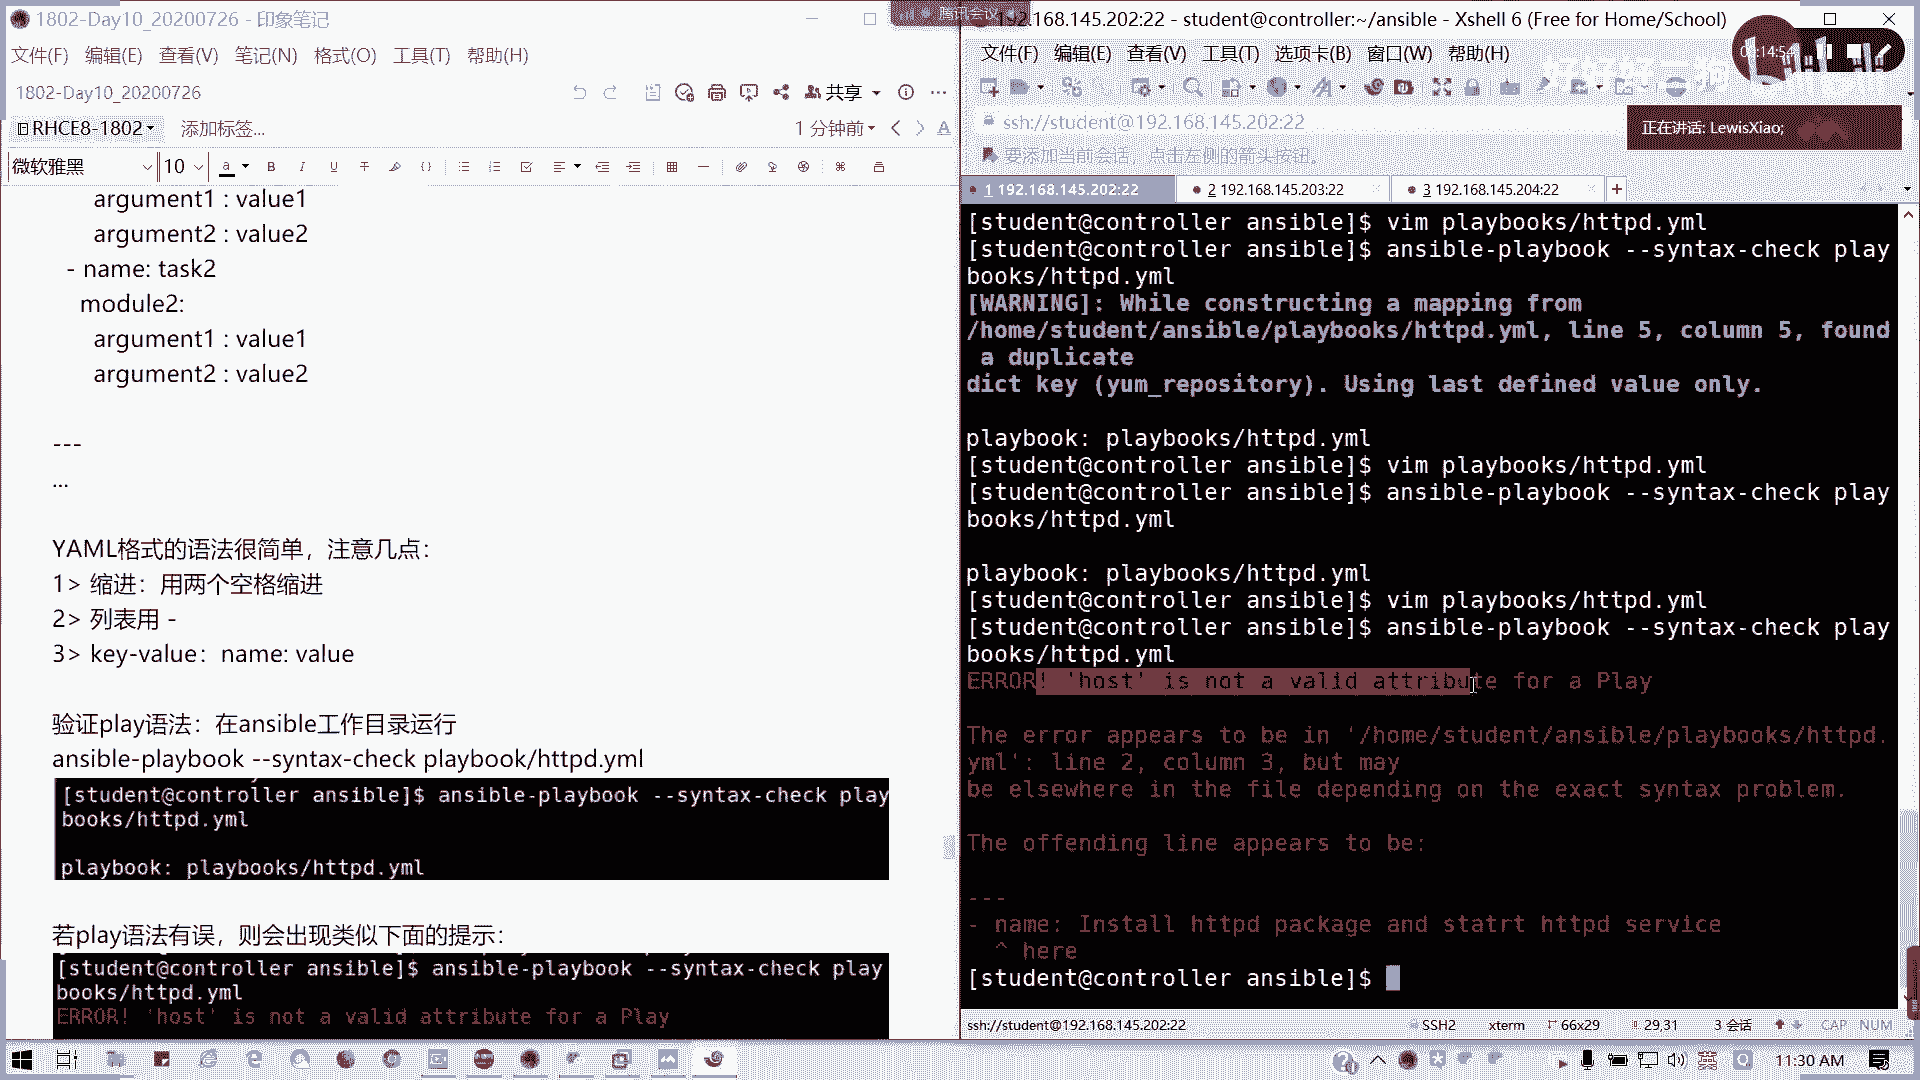 1802-Day10_20200726 - 印象笔记
文件(F) 编辑(E) 查看(V) 笔记(N) 格式(O) 工具(T) 帮助(H)
1802-Day10_20200726
共享
RHCE8-1802
添加标签...
1 分钟前
微软雅黑
10
argument1 : value1
argument2 : value2
- name: task2
module2:
argument1 : value1
argument2 : value2
---
...
YAML格式的语法很简单，注意几点：
1> 缩进：用两个空格缩进
2> 列表用 -
3> key-value：name: value
验证play语法：在ansible工作目录运行
ansible-playbook --syntax-check playbook/httpd.yml
[student@controller ansible]$ ansible-playbook --syntax-check play
books/httpd.yml
playbook: playbooks/httpd.yml
若play语法有误，则会出现类似下面的提示：
[student@controller ansible]$ ansible-playbook --syntax-check play
books/httpd.yml
ERROR! 'host' is not a valid attribute for a Play
腾讯会议
192.168.145.202:22 - student@controller:~/ansible - Xshell 6 (Free for Home/School)
文件(F) 编辑(E) 查看(V) 工具(T) 选项卡(B) 窗口(W) 帮助(H)
14:54
ssh://student@192.168.145.202:22
正在讲话: LewisXiao;
要添加当前会话，点击左侧的箭头按钮。
1 192.168.145.202:22
2 192.168.145.203:22
3 192.168.145.204:22
[student@controller ansible]$ vim playbooks/httpd.yml
[student@controller ansible]$ ansible-playbook --syntax-check play
books/httpd.yml
[WARNING]: While constructing a mapping from
/home/student/ansible/playbooks/httpd.yml, line 5, column 5, found
a duplicate
dict key (yum_repository). Using last defined value only.
playbook: playbooks/httpd.yml
[student@controller ansible]$ vim playbooks/httpd.yml
[student@controller ansible]$ ansible-playbook --syntax-check play
books/httpd.yml
playbook: playbooks/httpd.yml
[student@controller ansible]$ vim playbooks/httpd.yml
[student@controller ansible]$ ansible-playbook --syntax-check play
books/httpd.yml
ERROR! 'host' is not a valid attribute for a Play
The error appears to be in '/home/student/ansible/playbooks/httpd.
yml': line 2, column 3, but may
be elsewhere in the file depending on the exact syntax problem.
The offending line appears to be:
---
- name: Install httpd package and statrt httpd service
^ here
[student@controller ansible]$
ssh://student@192.168.145.202:22
SSH2
xterm
66x29
29,31
3 会话
CAP NUM
英
11:30 AM